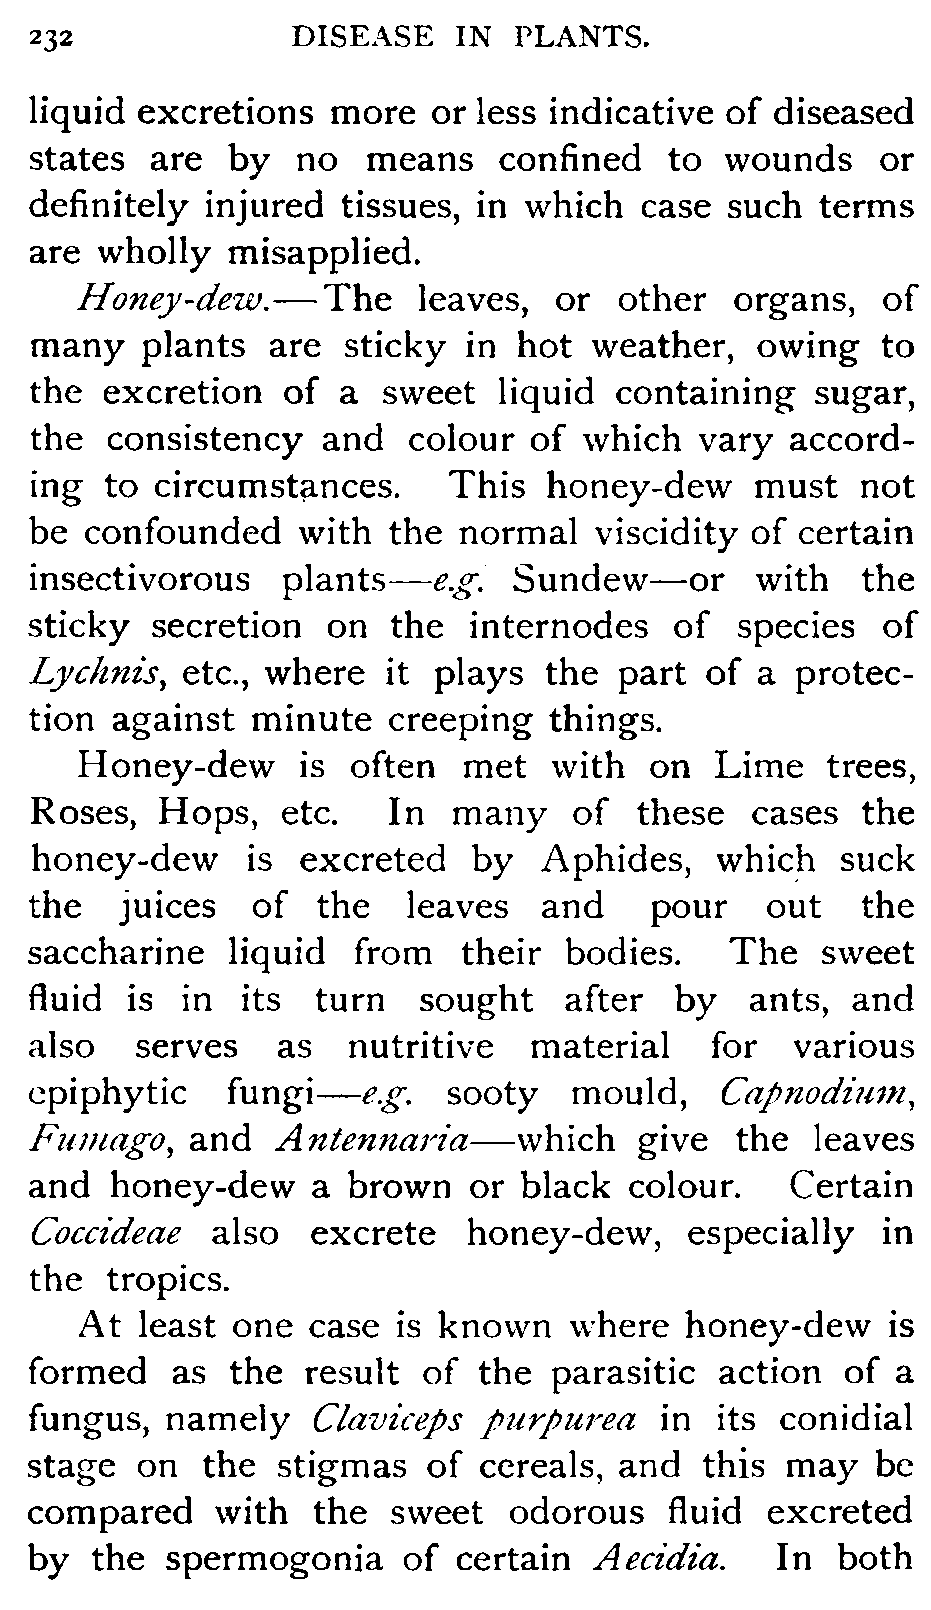 232 DISEASE IN PLANTS.
liquid excretions more or less indicative of diseased
states are by no means confined to wounds or
definitely injured tissues, in which case such terms
are wholly misapplied.
Honey-dew.—The leaves, or other organs, of
many plants are sticky in hot weather, owing to
the excretion of a sweet liquid containing sugar,
the consistency and colour of which vary accord-
ing to circumstances. This honey-dew must not
be confounded with the normal viscidity of certain
insectivorous plants—e.g. Sundew—or with the
sticky secretion on the internodes of species of
Lychnis, etc., where it plays the part of a protec-
tion against minute creeping things.
Honey-dew is often met with on Lime trees,
Roses, Hops, etc. In many of these cases the
honey-dew is excreted by Aphides, which suck
the juices of the leaves and pour out the
saccharine liquid from their bodies. The sweet
fluid is in its turn sought after by ants, and
also serves as nutritive material for various
epiphytic fungi—e.g. sooty mould, Capnodium,
Fumago, and Antennaria—which give the leaves
and honey-dew a brown or black colour. Certain
Coccideae also excrete honey-dew, especially in
the tropics.
At least one case is known where honey-dew is
formed as the result of the parasitic action of a
fungus, namely Claviceps purpurea in its conidial
stage on the stigmas of cereals, and this may be
compared with the sweet odorous fluid excreted
by the spermogonia of certain Aecidia. In both